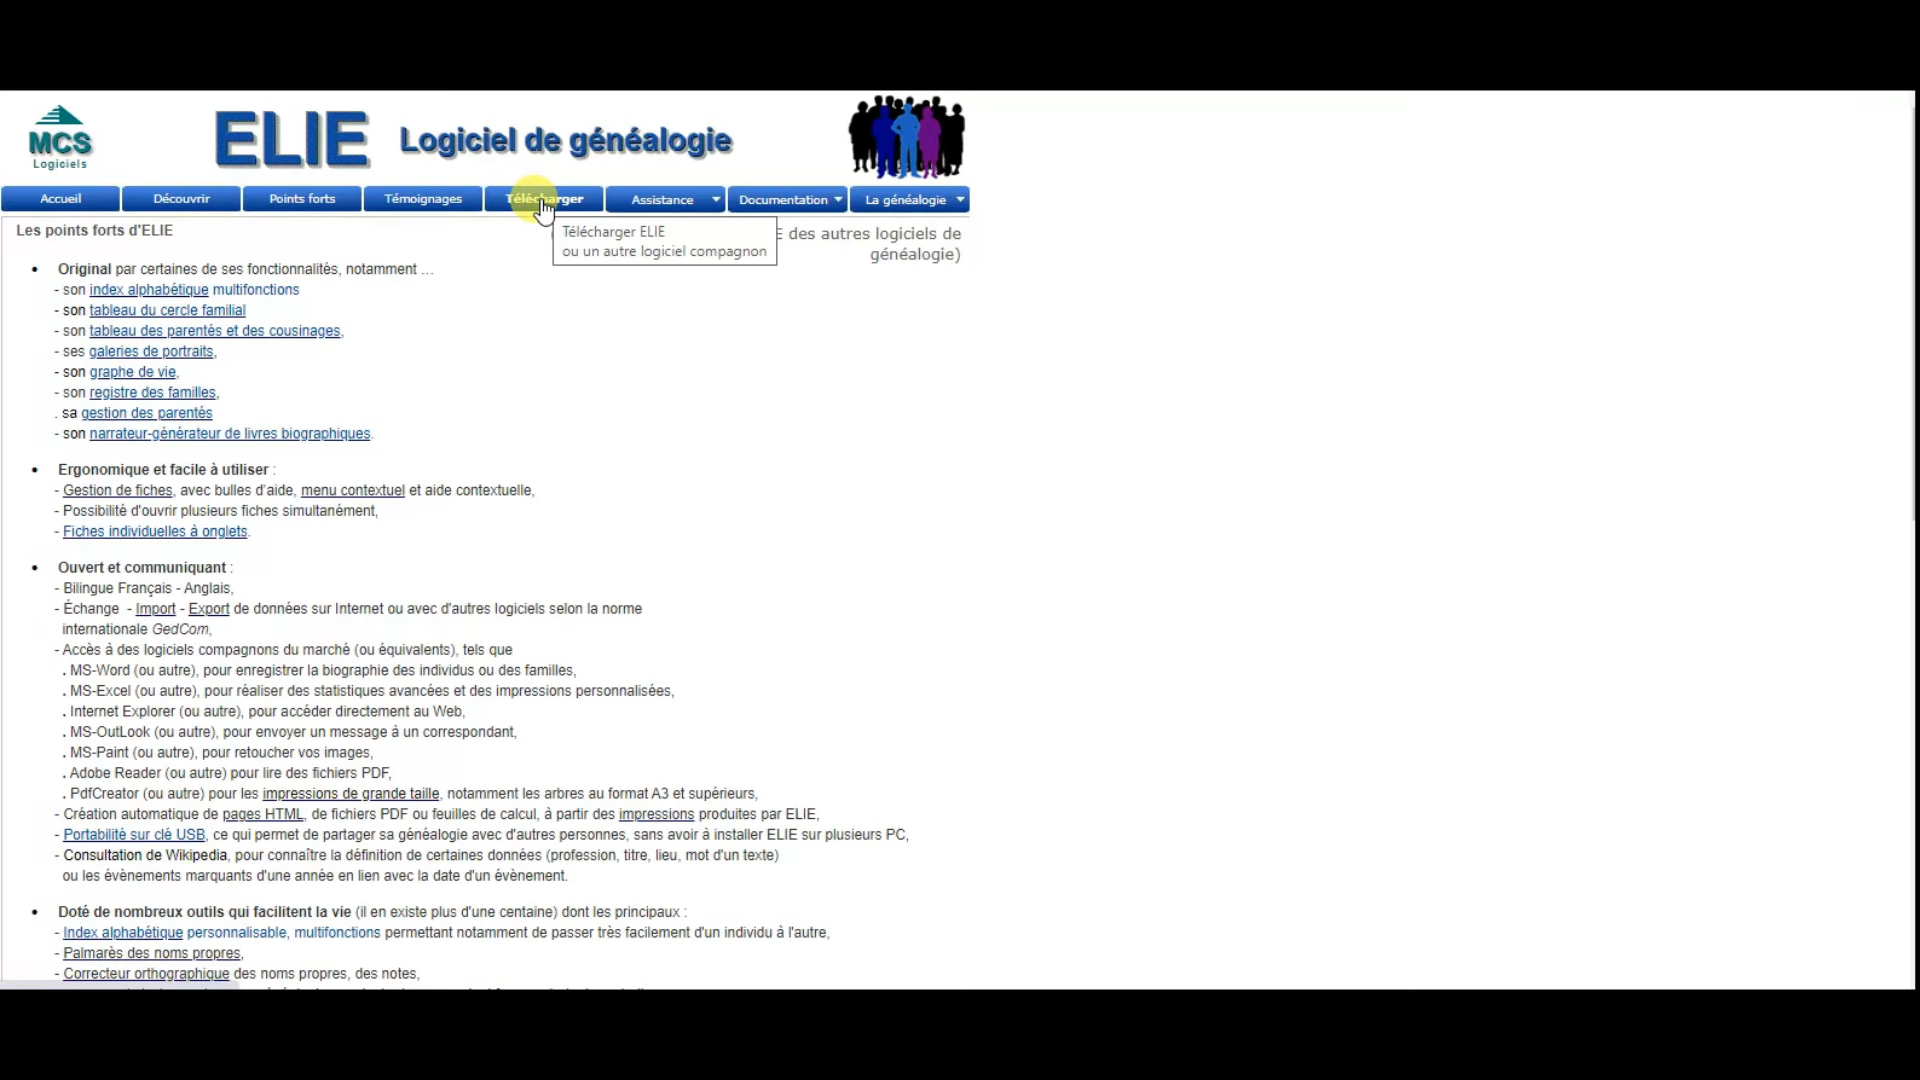 MCS
Logiciels
ELIE Logiciel de généalogie
Accueil Découvrir Points forts Témoignages Télécharger Assistance Documentation La généalogie
Les points forts d'ELIE
E des autres logiciels de
généalogie)
Télécharger ELIE
ou un autre logiciel compagnon
• Original par certaines de ses fonctionnalités, notamment …
- son index alphabétique multifonctions
- son tableau du cercle familial
- son tableau des parentés et des cousinages,
- ses galeries de portraits,
- son graphe de vie,
- son registre des familles,
. sa gestion des parentés
- son narrateur-générateur de livres biographiques.
• Ergonomique et facile à utiliser :
- Gestion de fiches, avec bulles d'aide, menu contextuel et aide contextuelle,
- Possibilité d'ouvrir plusieurs fiches simultanément,
- Fiches individuelles à onglets.
• Ouvert et communiquant :
- Bilingue Français - Anglais,
- Échange - Import - Export de données sur Internet ou avec d'autres logiciels selon la norme
internationale GedCom,
- Accès à des logiciels compagnons du marché (ou équivalents), tels que
. MS-Word (ou autre), pour enregistrer la biographie des individus ou des familles,
. MS-Excel (ou autre), pour réaliser des statistiques avancées et des impressions personnalisées,
. Internet Explorer (ou autre), pour accéder directement au Web,
. MS-OutLook (ou autre), pour envoyer un message à un correspondant,
. MS-Paint (ou autre), pour retoucher vos images,
. Adobe Reader (ou autre) pour lire des fichiers PDF,
. PdfCreator (ou autre) pour les impressions de grande taille, notamment les arbres au format A3 et supérieurs,
- Création automatique de pages HTML, de fichiers PDF ou feuilles de calcul, à partir des impressions produites par ELIE,
- Portabilité sur clé USB, ce qui permet de partager sa généalogie avec d'autres personnes, sans avoir à installer ELIE sur plusieurs PC,
- Consultation de Wikipedia, pour connaître la définition de certaines données (profession, titre, lieu, mot d'un texte)
ou les évènements marquants d'une année en lien avec la date d'un évènement.
• Doté de nombreux outils qui facilitent la vie (il en existe plus d'une centaine) dont les principaux :
- Index alphabétique personnalisable, multifonctions permettant notamment de passer très facilement d'un individu à l'autre,
- Palmarès des noms propres,
- Correcteur orthographique des noms propres, des notes,